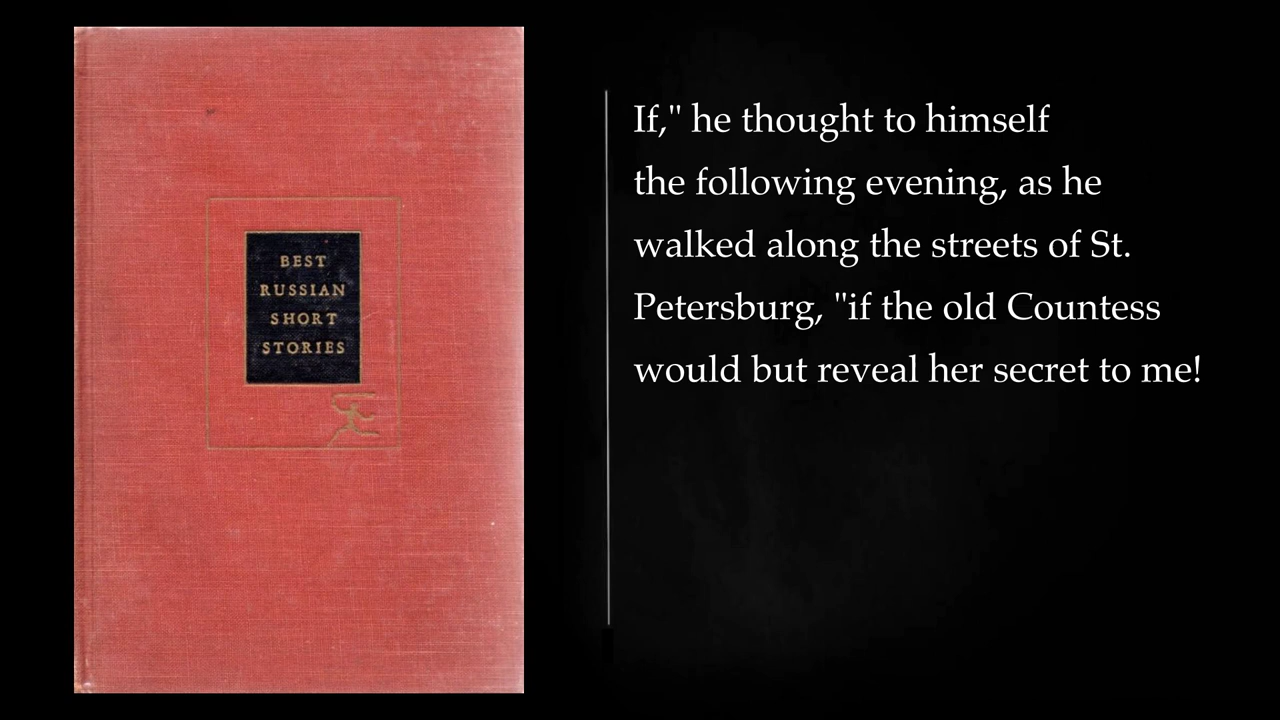 BEST
RUSSIAN
SHORT
STORIES
If," he thought to himself
the following evening, as he
walked along the streets of St.
Petersburg, "if the old Countess
would but reveal her secret to me!